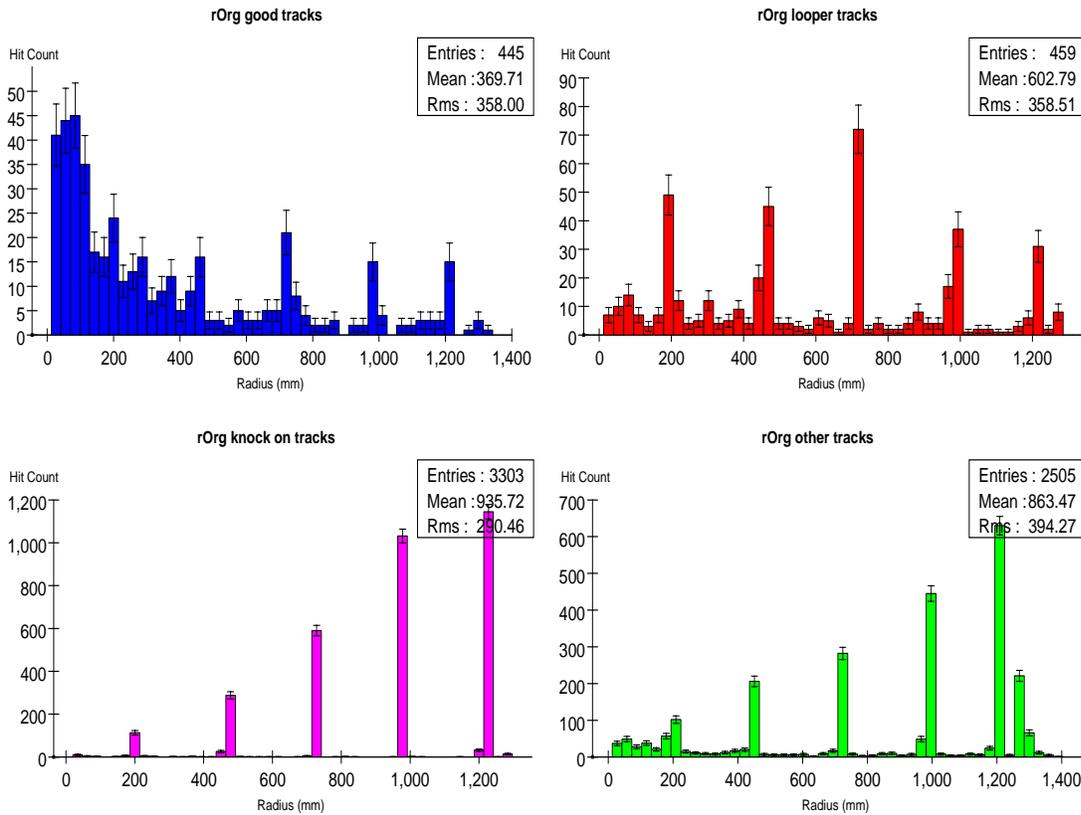 rOrg good tracks
Hit Count
Entries : 445
Mean :369.71
Rms : 358.00
50
45
40
35
30
25
20
15
10
5
0
0 200 400 600 800 1,000 1,200 1,400
Radius (mm)
rOrg looper tracks
Hit Count
Entries : 459
Mean :602.79
Rms : 358.51
90
80
70
60
50
40
30
20
10
0
0 200 400 600 800 1,000 1,200
Radius (mm)
rOrg knock on tracks
Hit Count
Entries : 3303
Mean :935.72
Rms : 290.46
1,200
1,000
800
600
400
200
0
0 200 400 600 800 1,000 1,200
Radius (mm)
rOrg other tracks
Hit Count
Entries : 2505
Mean :863.47
Rms : 394.27
700
600
500
400
300
200
100
0
0 200 400 600 800 1,000 1,200 1,400
Radius (mm)